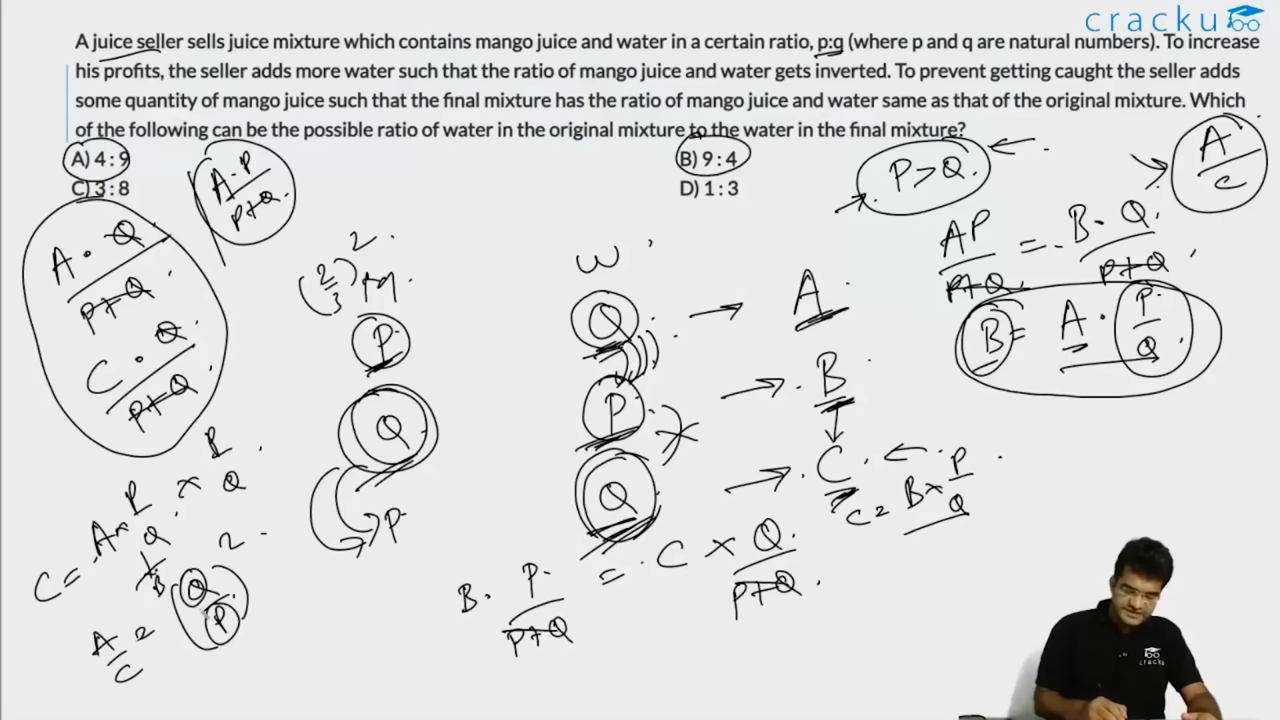 cracku
A juice seller sells juice mixture which contains mango juice and water in a certain ratio, p:q (where p and q are natural numbers). To increase
his profits, the seller adds more water such that the ratio of mango juice and water gets inverted. To prevent getting caught the seller adds
some quantity of mango juice such that the final mixture has the ratio of mango juice and water same as that of the original mixture. Which
of the following can be the possible ratio of water in the original mixture to the water in the final mixture?
A) 4 : 9
B) 9 : 4
C) 3 : 8
D) 1 : 3
A.P / P+Q
P > Q
A / C
A . Q / P+Q
C . Q / P+Q
(2/3)^2
P
Q
P
W
Q → A
P → B
Q → C
C = B × P / Q
AP / P+Q = B . Q / P+Q
B = A . P / Q
B . P / P+Q = C × Q / P+Q
C = A × P / Q × P / Q
A / C = (Q / P)^2
cracku